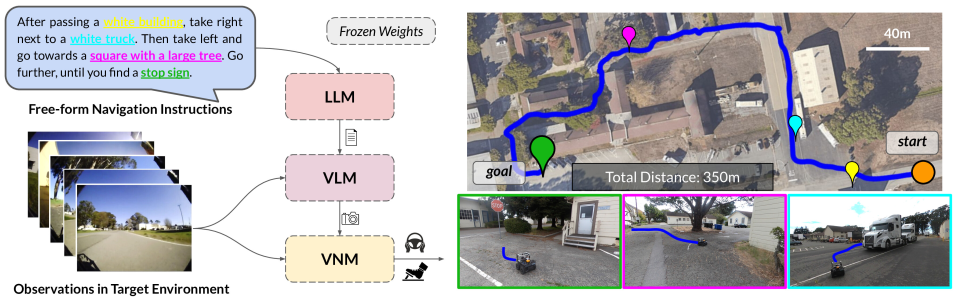 After passing a white building, take right
next to a white truck. Then take left and
go towards a square with a large tree. Go
further, until you find a stop sign.
Free-form Navigation Instructions
Frozen Weights
LLM
VLM
VNM
Observations in Target Environment
40m
start
goal
Total Distance: 350m